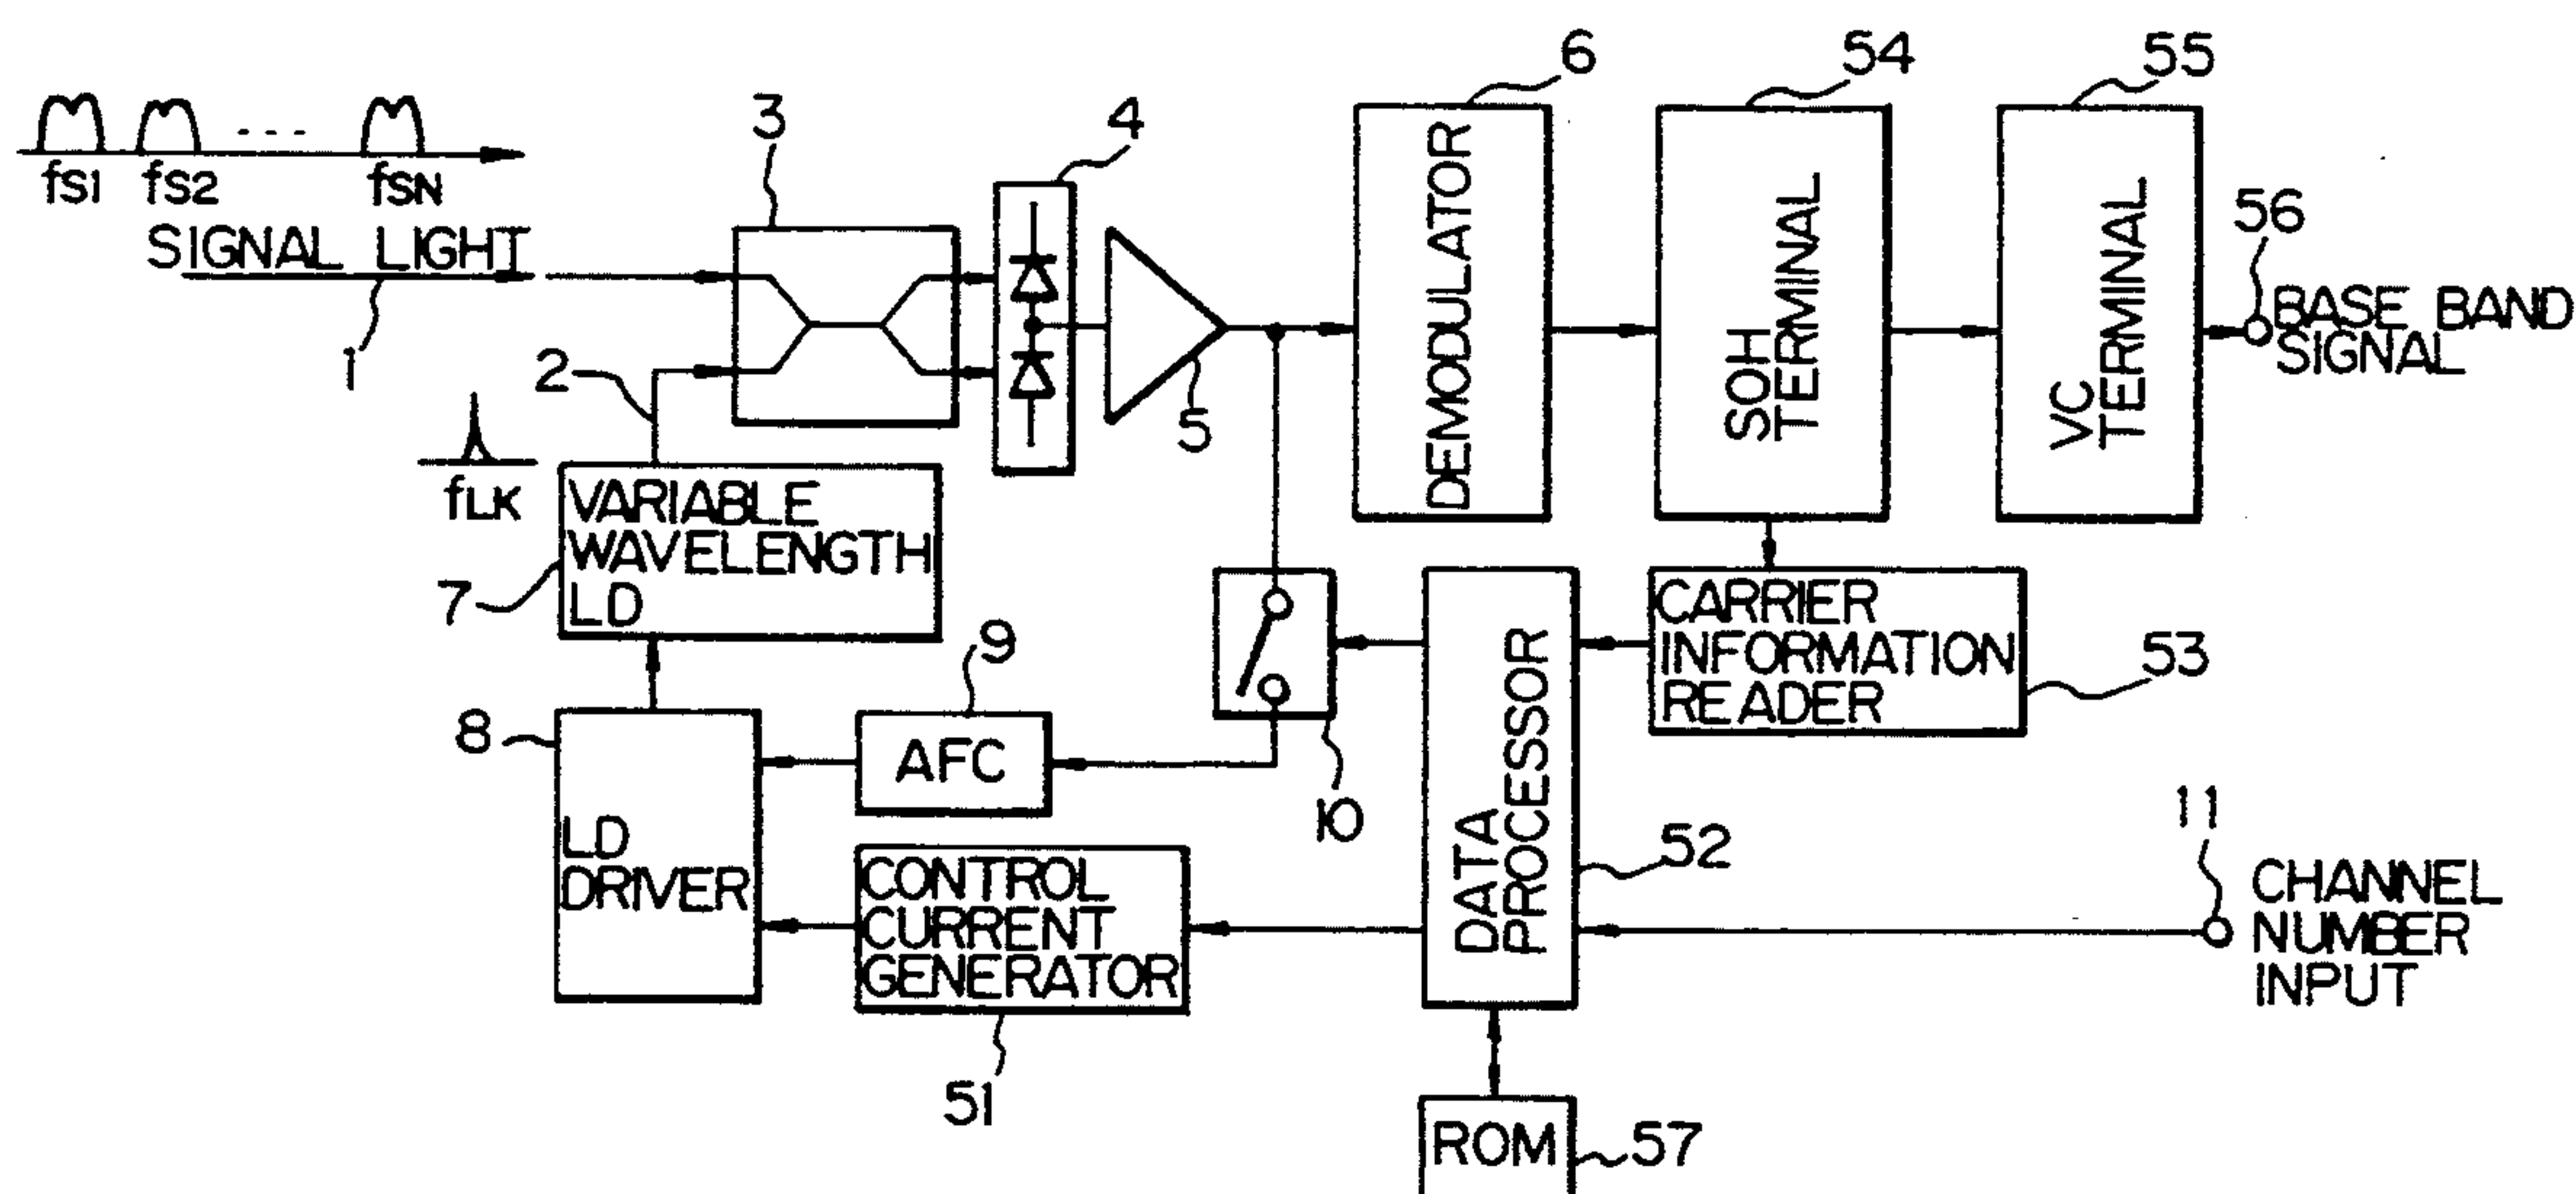 fS1 fS2 - - - fSN
SIGNAL LIGHT
1
2
fLK
3
4
5
6
DEMODULATOR
54
SOH
TERMINAL
55
VC
TERMINAL
56
BASE BAND
SIGNAL
VARIABLE
WAVELENGTH
LD
7
8
LD
DRIVER
9
AFC
10
CONTROL
CURRENT
GENERATOR
51
DATA
PROCESSOR
52
CARRIER
INFORMATION
READER
53
11
CHANNEL
NUMBER
INPUT
ROM
57